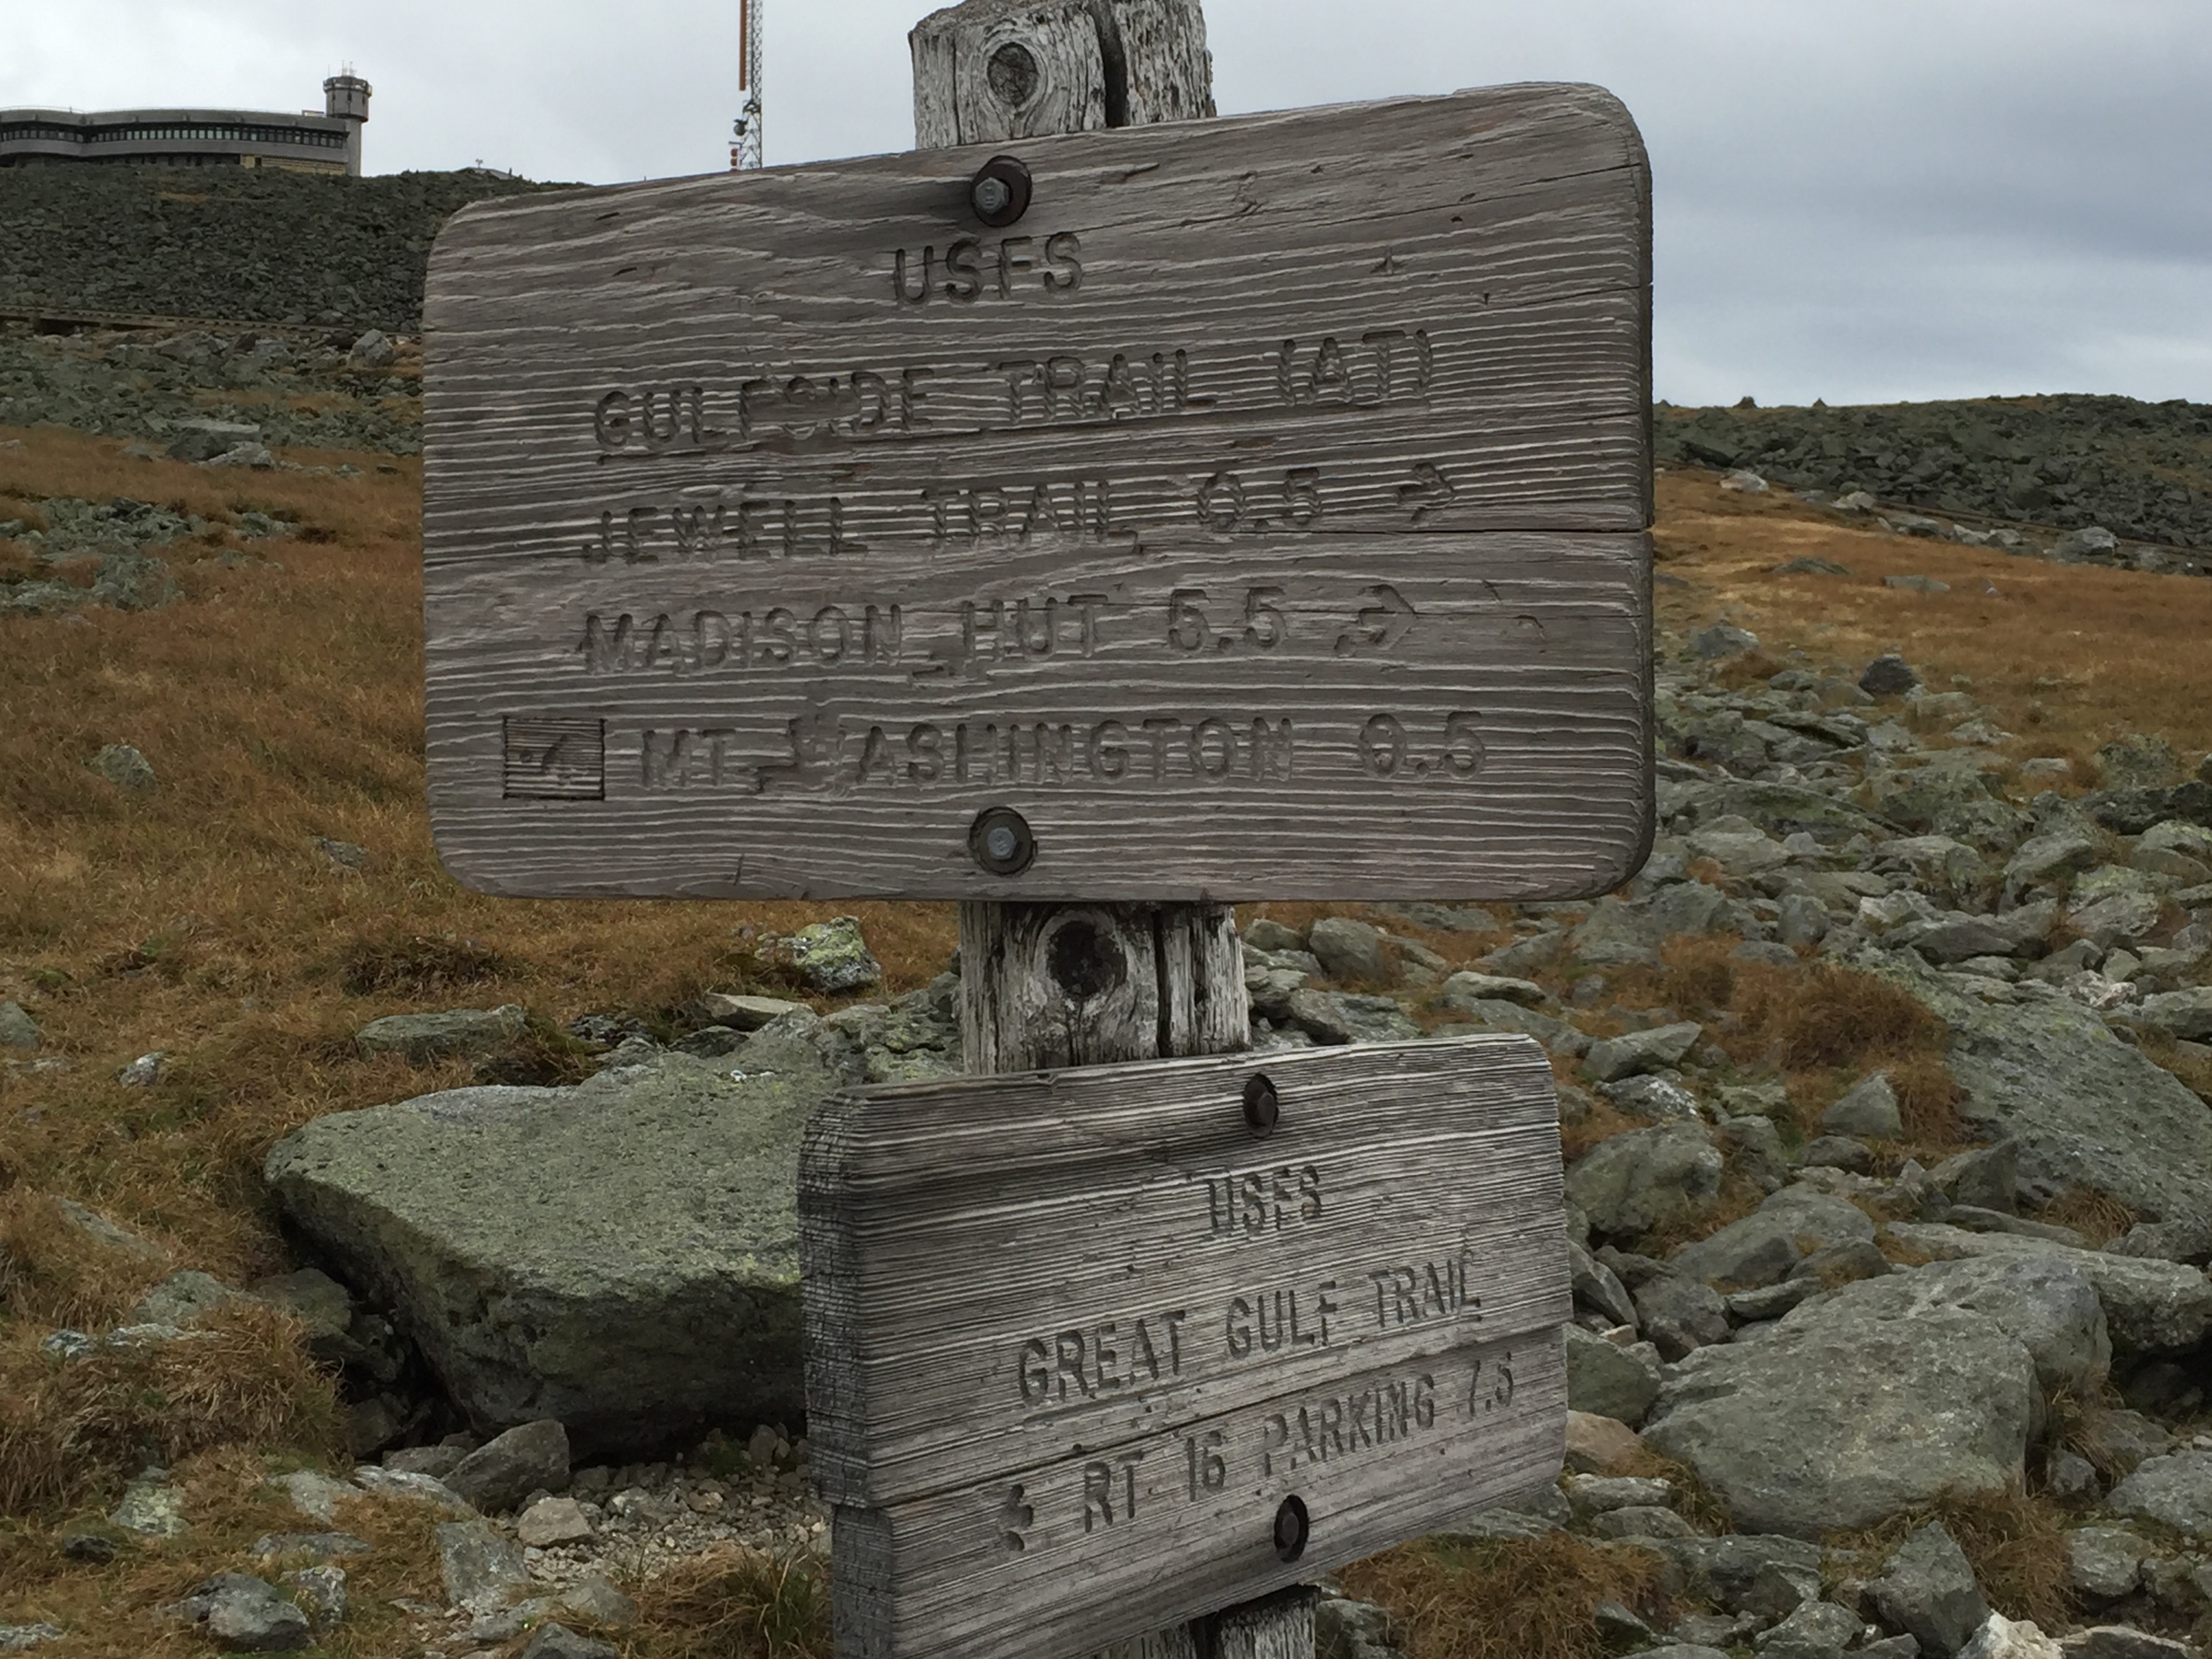 USFS
GULFSIDE TRAIL (AT)
JEWELL TRAIL 0.5 →
MADISON HUT 5.5 →
← MT. WASHINGTON 0.5
USFS
GREAT GULF TRAIL
← RT 16 PARKING 7.5